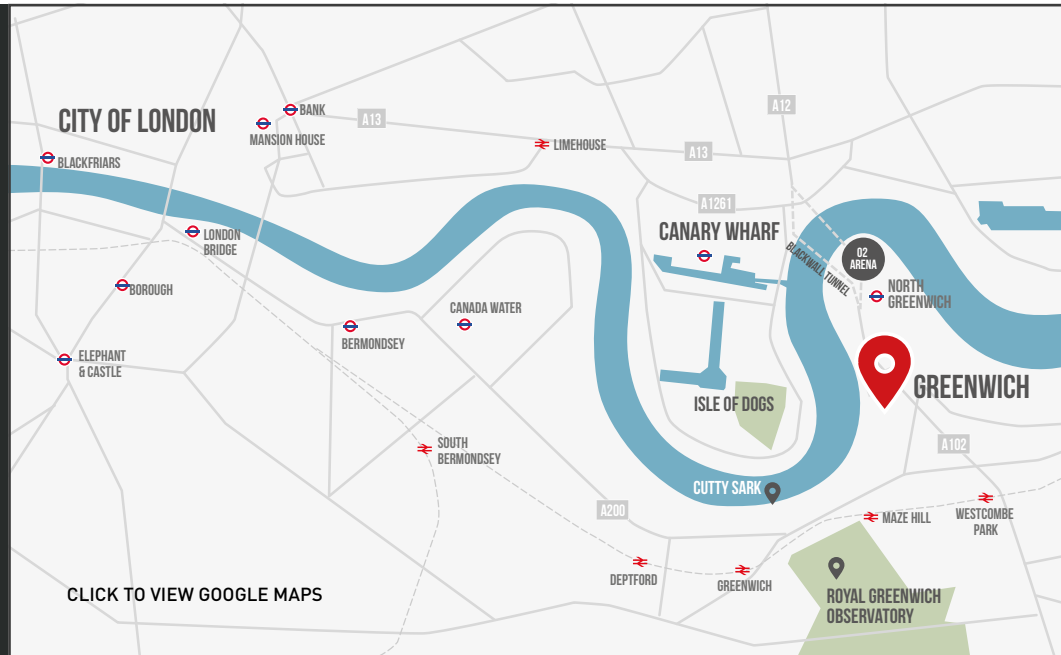 A12
BANK
A13
CITY OF LONDON
MANSION HOUSE
LIMEHOUSE
A13
BLACKFRIARS
A1261
CANARY WHARF
LONDON
BRIDGE
BLACKWALL TUNNEL
02
ARENA
BOROUGH
NORTH
GREENWICH
CANADA WATER
BERMONDSEY
ELEPHANT
& CASTLE
GREENWICH
ISLE OF DOGS
SOUTH
BERMONDSEY
A102
CUTTY SARK
A200
MAZE HILL
WESTCOMBE
PARK
DEPTFORD
GREENWICH
ROYAL GREENWICH
OBSERVATORY
CLICK TO VIEW GOOGLE MAPS